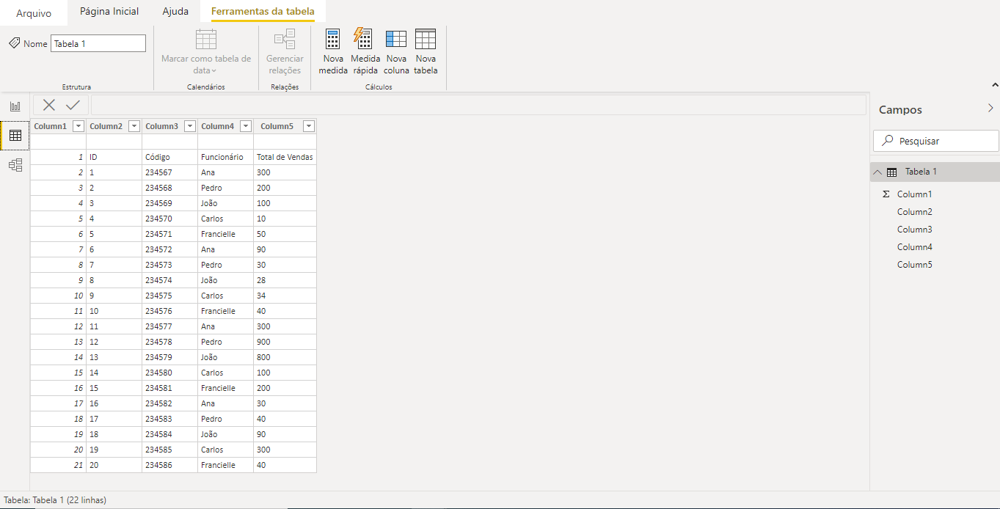 Arquivo Página Inicial Ajuda Ferramentas da tabela
Nome Tabela 1
Marcar como tabela de data
Gerenciar relações
Nova medida
Medida rápida
Nova coluna
Nova tabela
Estrutura Calendários Relações Cálculos
Column1 Column2 Column3 Column4 Column5
1 ID Código Funcionário Total de Vendas
2 1 234567 Ana 300
3 2 234568 Pedro 200
4 3 234569 João 100
5 4 234570 Carlos 10
6 5 234571 Francielle 50
7 6 234572 Ana 90
8 7 234573 Pedro 30
9 8 234574 João 28
10 9 234575 Carlos 34
11 10 234576 Francielle 40
12 11 234577 Ana 300
13 12 234578 Pedro 900
14 13 234579 João 800
15 14 234580 Carlos 100
16 15 234581 Francielle 200
17 16 234582 Ana 30
18 17 234583 Pedro 40
19 18 234584 João 90
20 19 234585 Carlos 300
21 20 234586 Francielle 40
Campos
Pesquisar
Tabela 1
Σ Column1
Column2
Column3
Column4
Column5
Tabela: Tabela 1 (22 linhas)